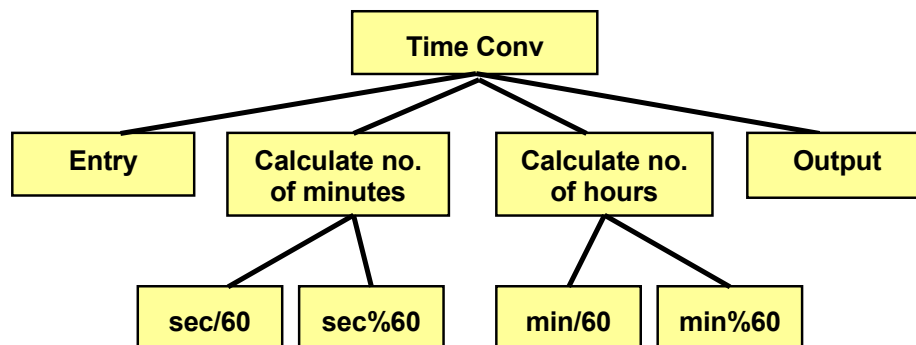 Time Conv
Entry
Calculate no.
of minutes
Calculate no.
of hours
Output
sec/60
sec%60
min/60
min%60